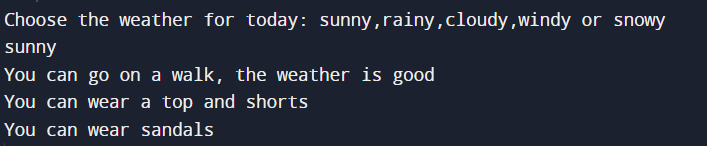 Choose the weather for today: sunny,rainy,cloudy,windy or snowy
sunny
You can go on a walk, the weather is good
You can wear a top and shorts
You can wear sandals